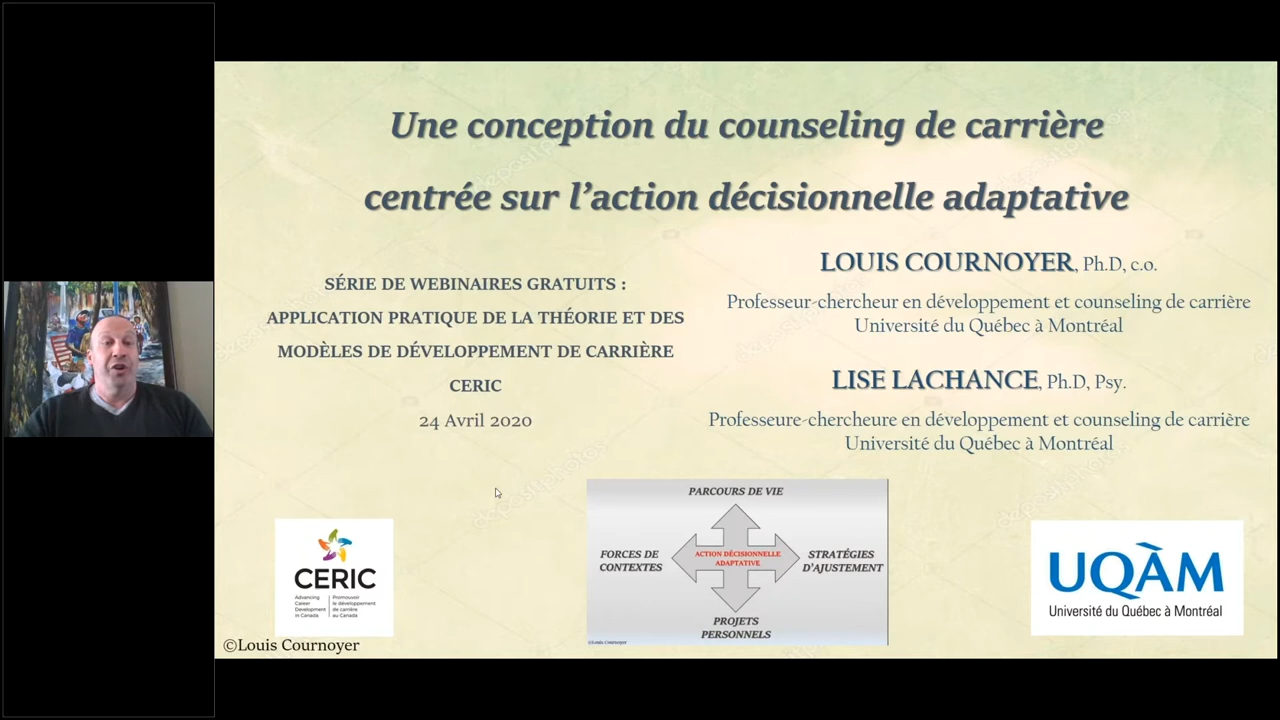 Une conception du counseling de carrière
centrée sur l’action décisionnelle adaptative
SÉRIE DE WEBINAIRES GRATUITS :
APPLICATION PRATIQUE DE LA THÉORIE ET DES
MODÈLES DE DÉVELOPPEMENT DE CARRIÈRE
CERIC
24 Avril 2020
LOUIS COURNOYER, Ph.D, c.o.
Professeur-chercheur en développement et counseling de carrière
Université du Québec à Montréal
LISE LACHANCE, Ph.D, Psy.
Professeure-chercheure en développement et counseling de carrière
Université du Québec à Montréal
CERIC
Advancing
Career
Development
in Canada
Promouvoir
le développement
de carrière
au Canada
PARCOURS DE VIE
FORCES DE
CONTEXTES
ACTION DÉCISIONNELLE
ADAPTATIVE
STRATÉGIES
D’AJUSTEMENT
PROJETS
PERSONNELS
©Louis Cournoyer
UQÀM
Université du Québec à Montréal
©Louis Cournoyer
depositphotos